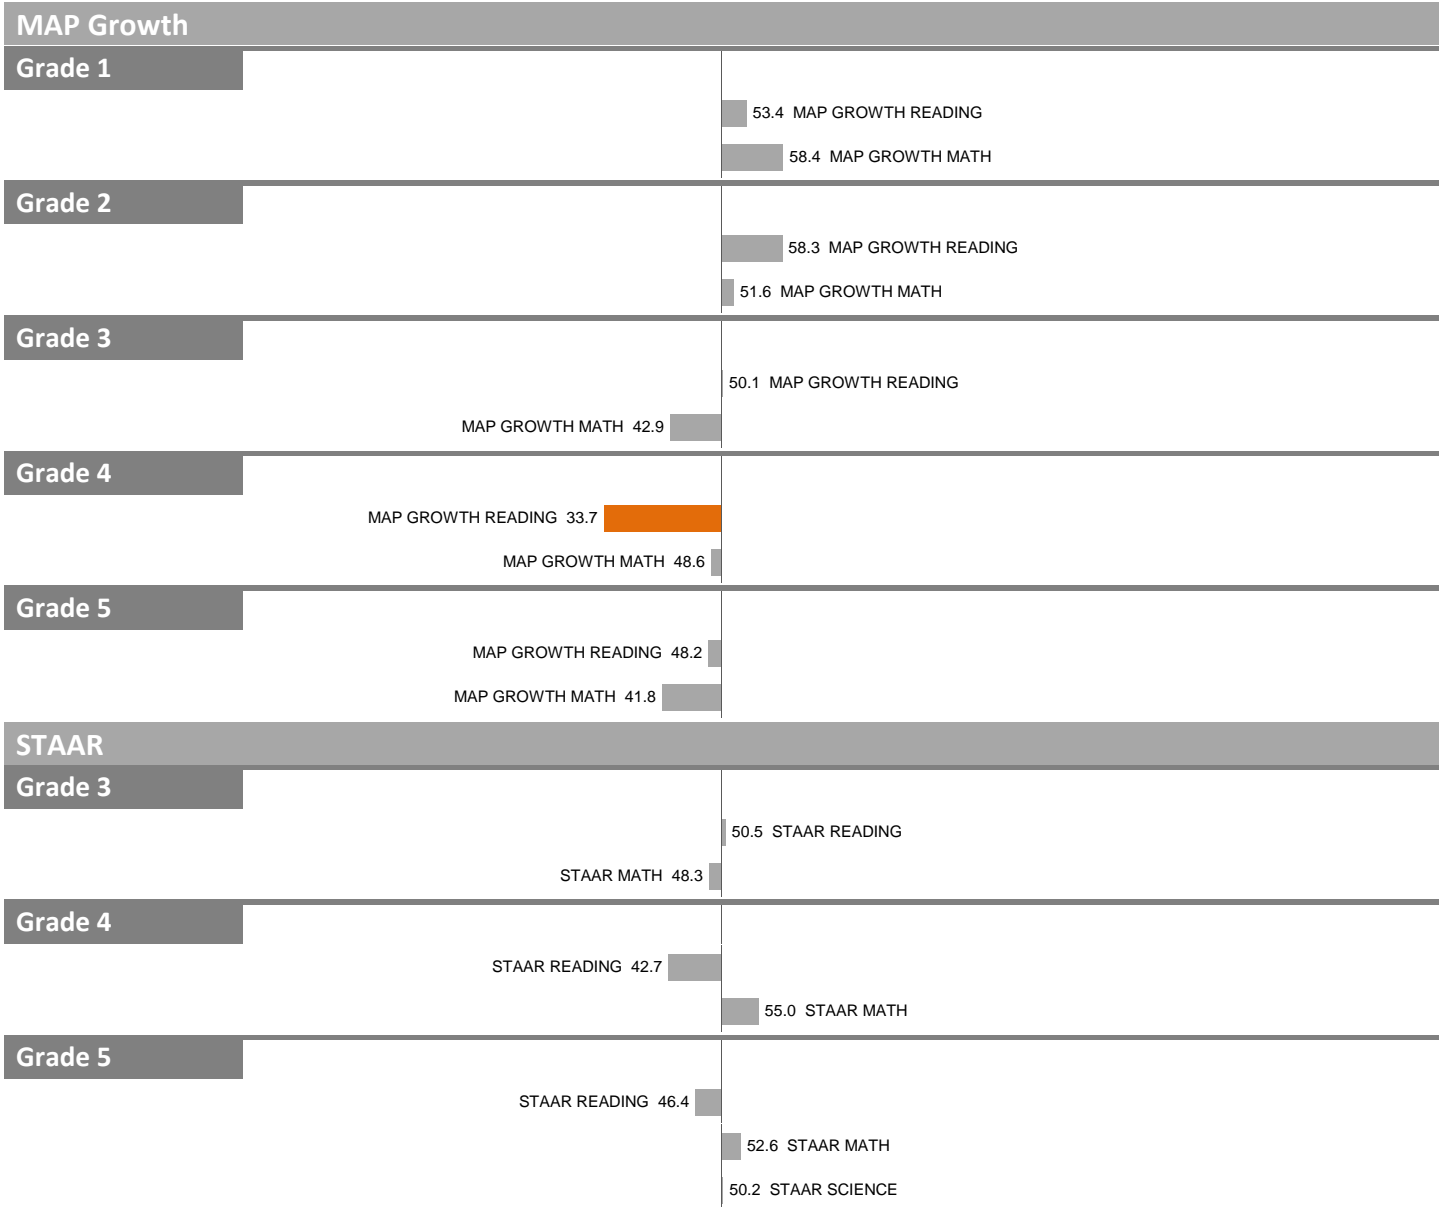 MAP Growth
Grade 1
53.4 MAP GROWTH READING
58.4 MAP GROWTH MATH
Grade 2
58.3 MAP GROWTH READING
51.6 MAP GROWTH MATH
Grade 3
50.1 MAP GROWTH READING
MAP GROWTH MATH 42.9
Grade 4
MAP GROWTH READING 33.7
MAP GROWTH MATH 48.6
Grade 5
MAP GROWTH READING 48.2
MAP GROWTH MATH 41.8
STAAR
Grade 3
50.5 STAAR READING
STAAR MATH 48.3
Grade 4
STAAR READING 42.7
55.0 STAAR MATH
Grade 5
STAAR READING 46.4
52.6 STAAR MATH
50.2 STAAR SCIENCE